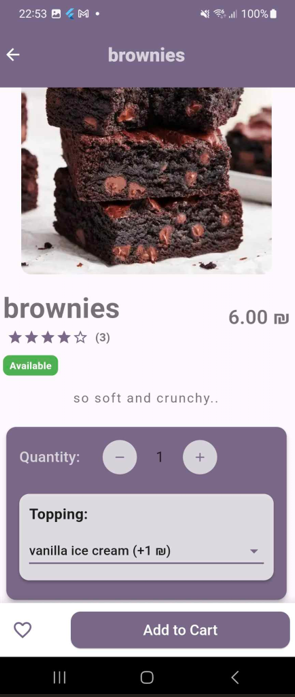 22:53 100%
brownies
brownies
6.00 ₪
(3)
Available
so soft and crunchy..
Quantity: − 1 +
Topping:
vanilla ice cream (+1 ₪)
Add to Cart